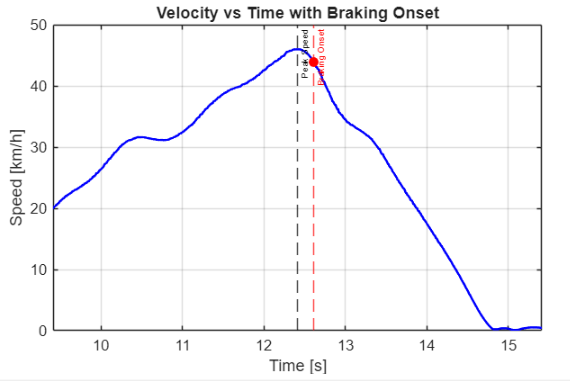 Velocity vs Time with Braking Onset
50
40
30
20
10
0
Speed [km/h]
Peak Speed
Braking Onset
10
11
12
13
14
15
Time [s]